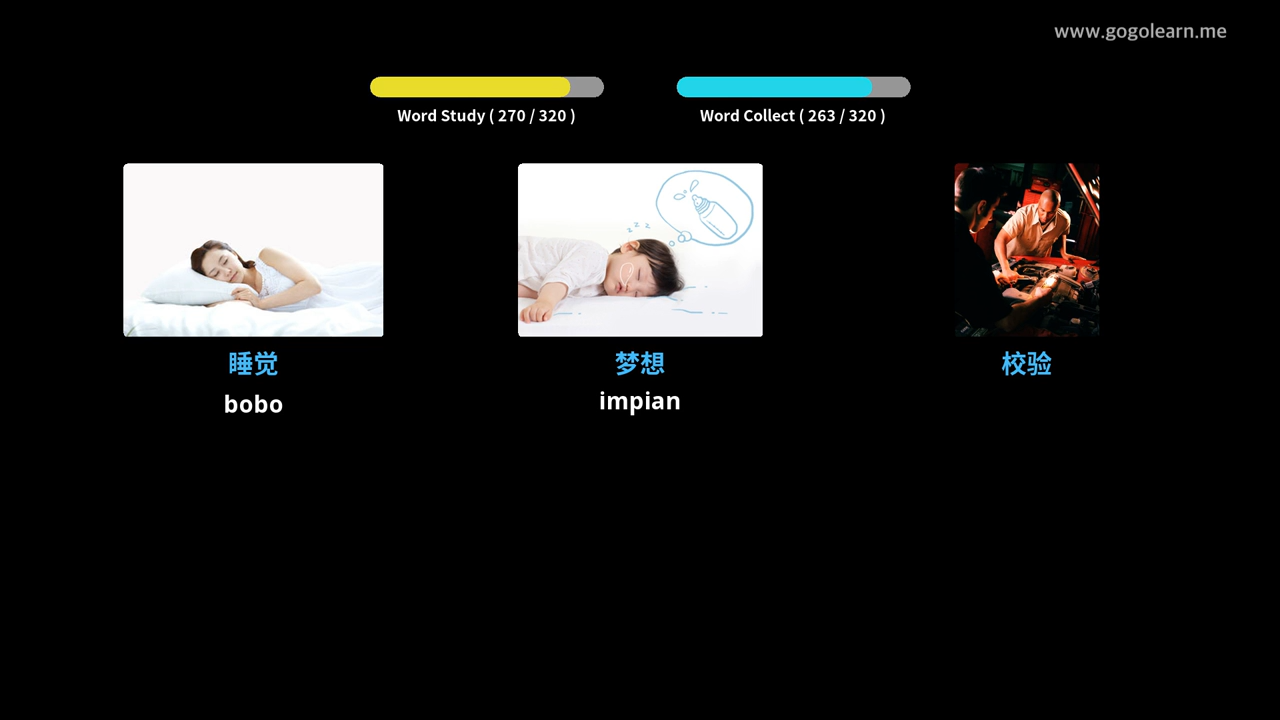 www.gogolearn.me
Word Study ( 270 / 320 )
Word Collect ( 263 / 320 )
睡觉
梦想
校验
bobo
impian